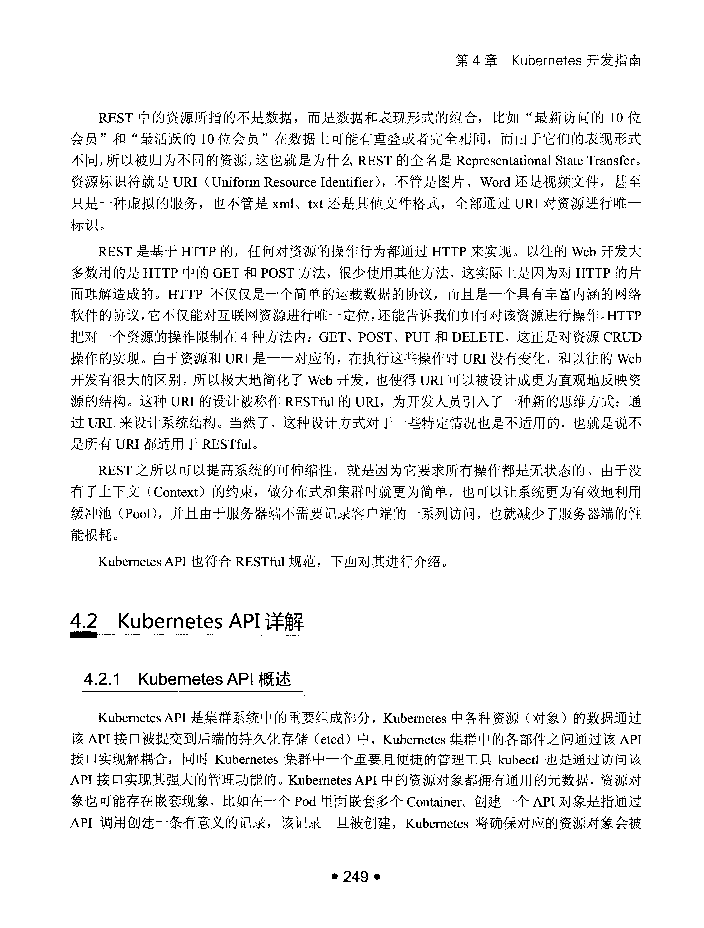 第 4 章 Kubernetes 开发指南
REST 中的资源所指的不是数据，而是数据和表现形式的组合，比如“最新访问的 10 位
会员”和“最活跃的 10 位会员”在数据上可能有重叠或者完全相同，而由于它们的表现形式
不同，所以被归为不同的资源，这也就是为什么 REST 的全名是 Representational State Transfer。
资源标识符就是 URI（Uniform Resource Identifier），不管是图片、Word 还是视频文件，甚至
只是一种虚拟的服务，也不管是 xml、txt 还是其他文件格式，全部通过 URI 对资源进行唯一
标识。
REST 是基于 HTTP 的，任何对资源的操作行为都通过 HTTP 来实现。以往的 Web 开发大
多数用的是 HTTP 中的 GET 和 POST 方法，很少使用其他方法，这实际上是因为对 HTTP 的片
面理解造成的。HTTP 不仅仅是一个简单的运载数据的协议，而且是一个具有丰富内涵的网络
软件的协议，它不仅能对互联网资源进行唯一定位，还能告诉我们如何对该资源进行操作。HTTP
把对一个资源的操作限制在 4 种方法内：GET、POST、PUT 和 DELETE，这正是对资源 CRUD
操作的实现。由于资源和 URI 是一一对应的，在执行这些操作时 URI 没有变化，和以往的 Web
开发有很大的区别，所以极大地简化了 Web 开发，也使得 URI 可以被设计成更为直观地反映资
源的结构。这种 URI 的设计被称作 RESTful 的 URI，为开发人员引入了一种新的思维方式：通
过 URL 来设计系统结构。当然了，这种设计方式对于一些特定情况也是不适用的，也就是说不
是所有 URI 都适用于 RESTful。
REST 之所以可以提高系统的可伸缩性，就是因为它要求所有操作都是无状态的。由于没
有了上下文（Context）的约束，做分布式和集群时就更为简单，也可以让系统更为有效地利用
缓冲池（Pool），并且由于服务器端不需要记录客户端的一系列访问，也就减少了服务器端的性
能损耗。
Kubernetes API 也符合 RESTful 规范，下面对其进行介绍。
4.2 Kubernetes API 详解
4.2.1 Kubernetes API 概述
Kubernetes API 是集群系统中的重要组成部分，Kubernetes 中各种资源（对象）的数据通过
该 API 接口被提交到后端的持久化存储（etcd）中，Kubernetes 集群中的各部件之间通过该 API
接口实现解耦合，同时 Kubernetes 集群中一个重要且便捷的管理工具 kubectl 也是通过访问该
API 接口实现其强大的管理功能的。Kubernetes API 中的资源对象都拥有通用的元数据，资源对
象也可能存在嵌套现象，比如在一个 Pod 里面嵌套多个 Container。创建一个 API 对象是指通过
API 调用创建一条有意义的记录，该记录一旦被创建，Kubernetes 将确保对应的资源对象会被
• 249 •